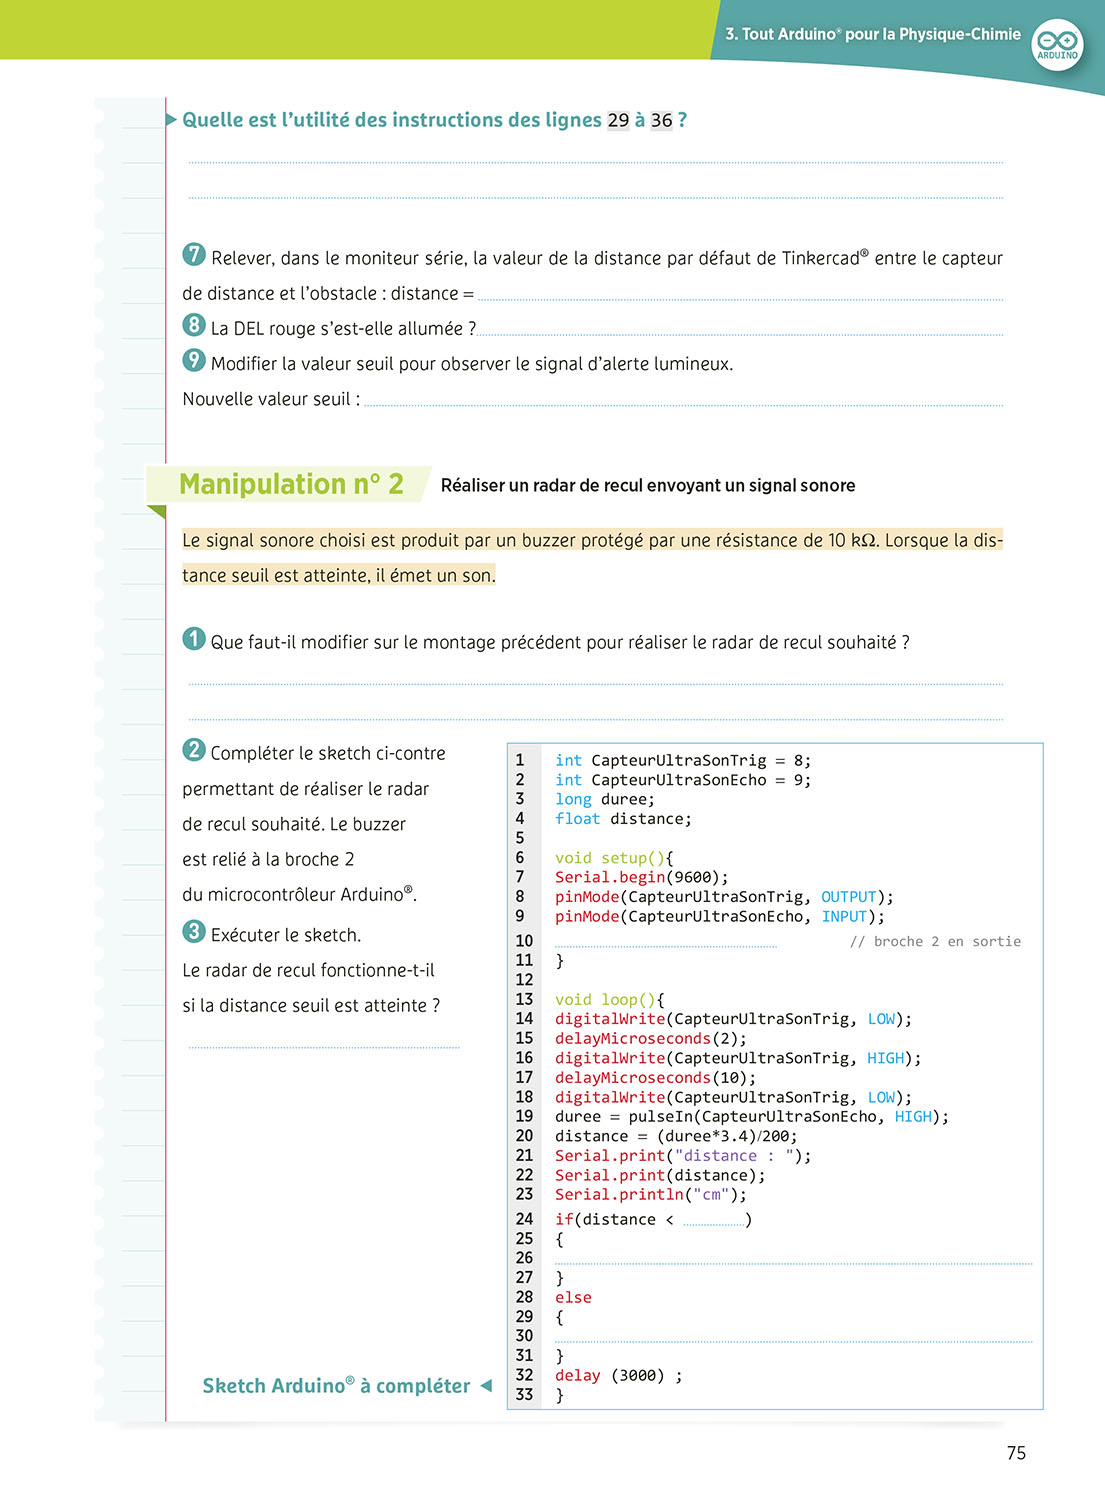 3. Tout Arduino® pour la Physique-Chimie
ARDUINO
Quelle est l'utilité des instructions des lignes 29 à 36 ?
7 Relever, dans le moniteur série, la valeur de la distance par défaut de Tinkercad® entre le capteur
de distance et l'obstacle : distance =
8 La DEL rouge s'est-elle allumée ?
9 Modifier la valeur seuil pour observer le signal d'alerte lumineux.
Nouvelle valeur seuil :
Manipulation n° 2 Réaliser un radar de recul envoyant un signal sonore
Le signal sonore choisi est produit par un buzzer protégé par une résistance de 10 kΩ. Lorsque la dis-
tance seuil est atteinte, il émet un son.
1 Que faut-il modifier sur le montage précédent pour réaliser le radar de recul souhaité ?
2 Compléter le sketch ci-contre
permettant de réaliser le radar
de recul souhaité. Le buzzer
est relié à la broche 2
du microcontrôleur Arduino®.
3 Exécuter le sketch.
Le radar de recul fonctionne-t-il
si la distance seuil est atteinte ?
Sketch Arduino® à compléter
1 int CapteurUltraSonTrig = 8;
2 int CapteurUltraSonEcho = 9;
3 long duree;
4 float distance;
5
6 void setup(){
7 Serial.begin(9600);
8 pinMode(CapteurUltraSonTrig, OUTPUT);
9 pinMode(CapteurUltraSonEcho, INPUT);
10 // broche 2 en sortie
11 }
12
13 void loop(){
14 digitalWrite(CapteurUltraSonTrig, LOW);
15 delayMicroseconds(2);
16 digitalWrite(CapteurUltraSonTrig, HIGH);
17 delayMicroseconds(10);
18 digitalWrite(CapteurUltraSonTrig, LOW);
19 duree = pulseIn(CapteurUltraSonEcho, HIGH);
20 distance = (duree*3.4)/200;
21 Serial.print("distance : ");
22 Serial.print(distance);
23 Serial.println("cm");
24 if(distance < )
25 {
26
27 }
28 else
29 {
30
31 }
32 delay (3000) ;
33 }
75